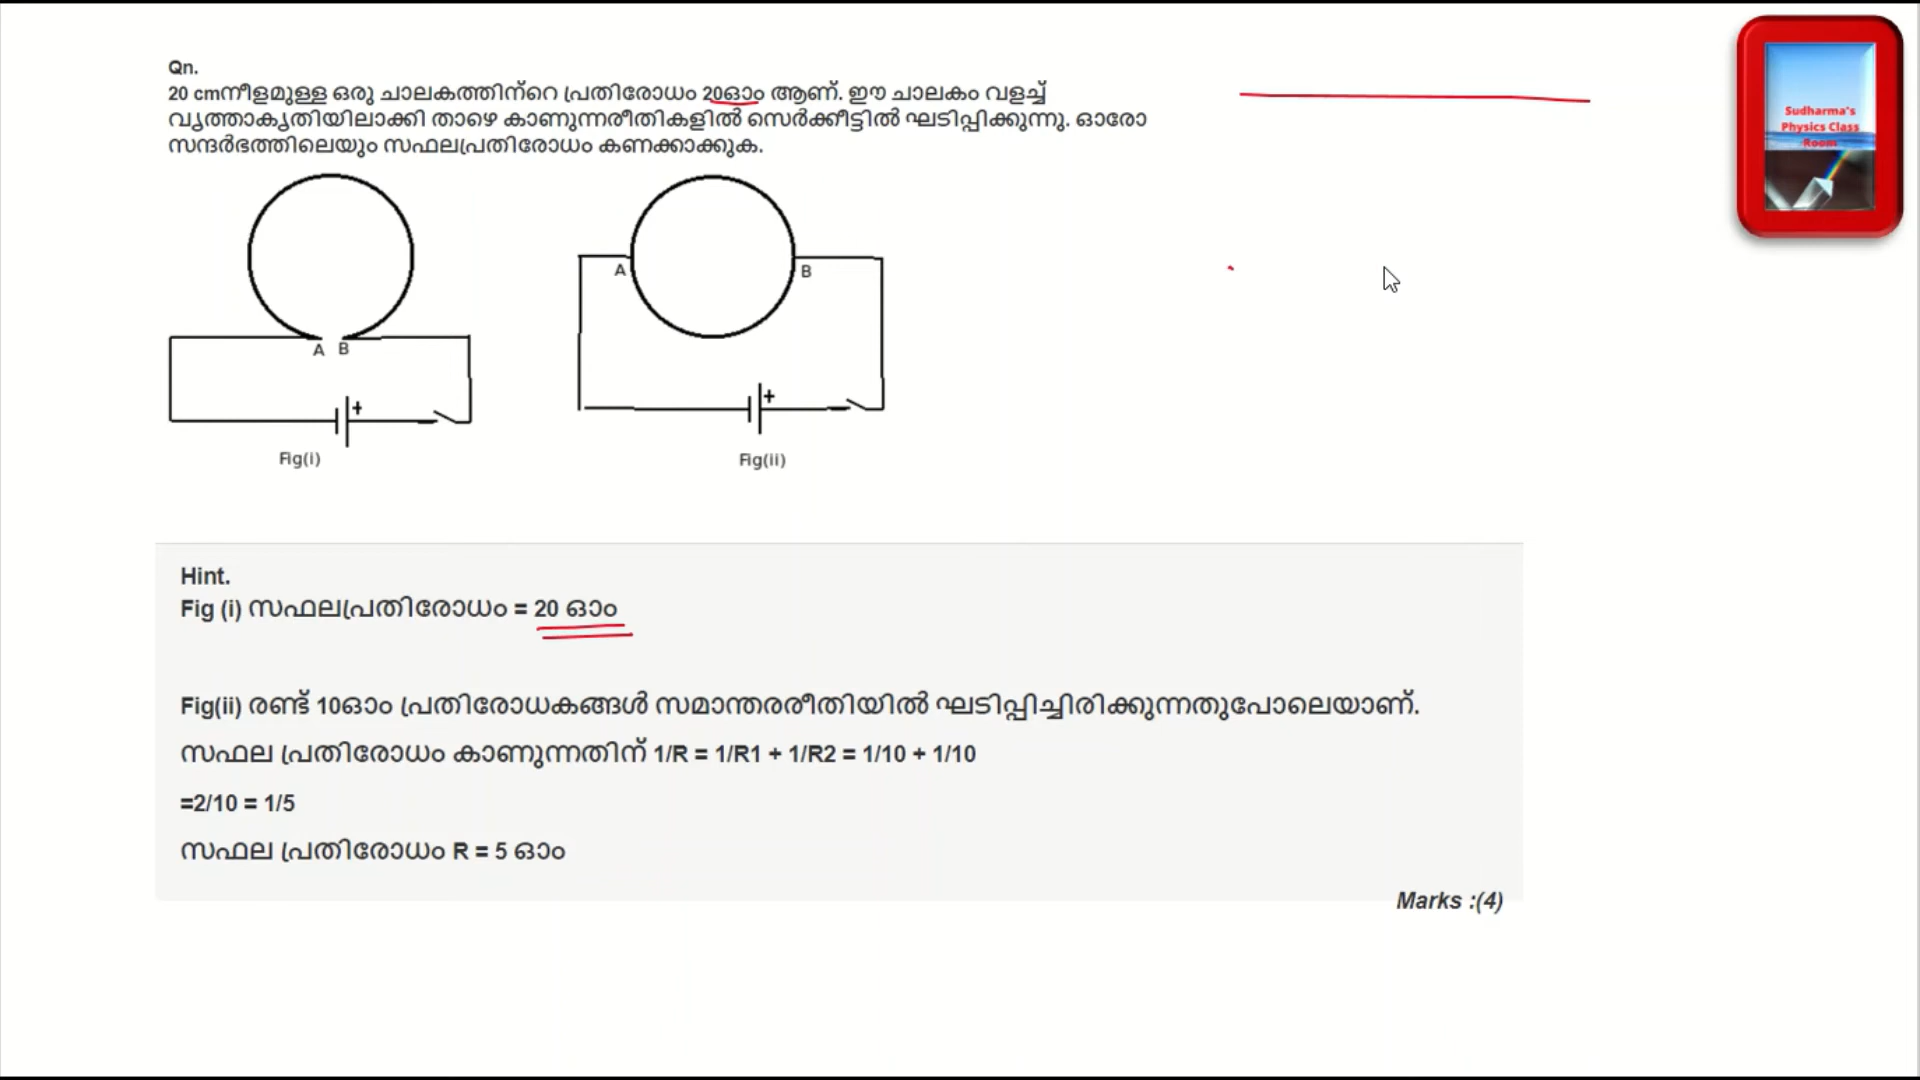 Qn.
20 cmനീളമുള്ള ഒരു ചാലകത്തിന്റെ പ്രതിരോധം 20ഓം ആണ്. ഈ ചാലകം വളച്ച്
വൃത്താകൃതിയിലാക്കി താഴെ കാണുന്നരീതികളിൽ സെർക്കീട്ടിൽ ഘടിപ്പിക്കുന്നു. ഓരോ
സന്ദർഭത്തിലെയും സഫലപ്രതിരോധം കണക്കാക്കുക.
Sudharma's
Physics Class
Room
A B
+
Fig(i)
A B
+
Fig(ii)
Hint.
Fig (i) സഫലപ്രതിരോധം = 20 ഓം
Fig(ii) രണ്ട് 10ഓം പ്രതിരോധകങ്ങൾ സമാന്തരരീതിയിൽ ഘടിപ്പിച്ചിരിക്കുന്നതുപോലെയാണ്.
സഫല പ്രതിരോധം കാണുന്നതിന് 1/R = 1/R1 + 1/R2 = 1/10 + 1/10
=2/10 = 1/5
സഫല പ്രതിരോധം R = 5 ഓം
Marks :(4)